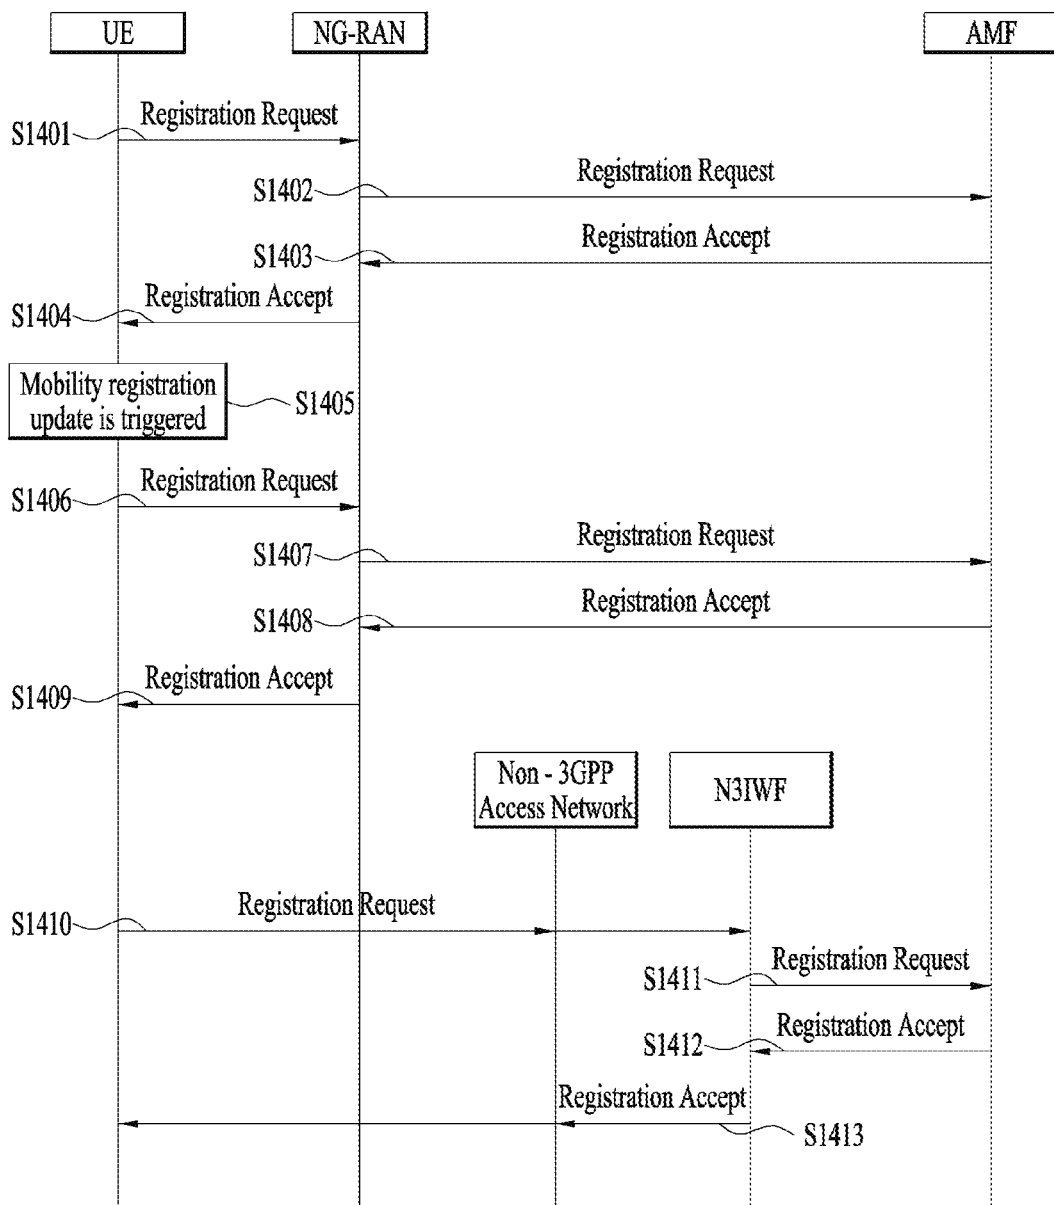 UE
NG-RAN
AMF
Registration Request
S1401
Registration Request
S1402
Registration Accept
S1403
Registration Accept
S1404
Mobility registration
update is triggered
S1405
Registration Request
S1406
Registration Request
S1407
Registration Accept
S1408
Registration Accept
S1409
Non - 3GPP
Access Network
N3IWF
Registration Request
S1410
Registration Request
S1411
Registration Accept
S1412
Registration Accept
S1413